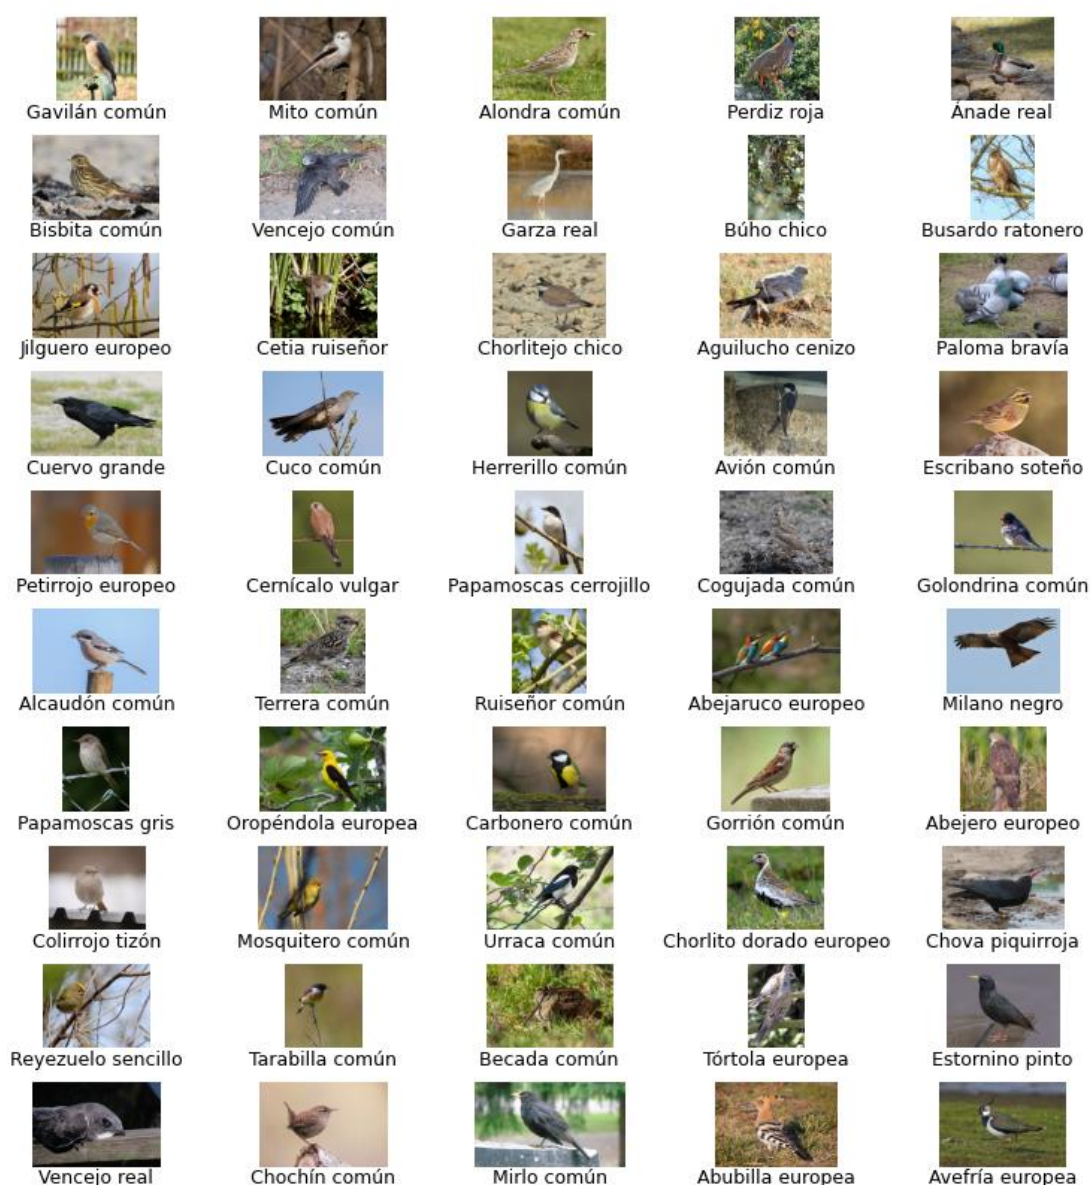 Gavilán común
Mito común
Alondra común
Perdiz roja
Ánade real
Bisbita común
Vencejo común
Garza real
Búho chico
Busardo ratonero
Jilguero europeo
Cetia ruiseñor
Chorlitejo chico
Aguilucho cenizo
Paloma bravía
Cuervo grande
Cuco común
Herrerillo común
Avión común
Escribano soteño
Petirrojo europeo
Cernícalo vulgar
Papamoscas cerrojillo
Cogujada común
Golondrina común
Alcaudón común
Terrera común
Ruiseñor común
Abejaruco europeo
Milano negro
Papamoscas gris
Oropéndola europea
Carbonero común
Gorrión común
Abejero europeo
Colirrojo tizón
Mosquitero común
Urraca común
Chorlito dorado europeo
Chova piquirroja
Reyezuelo sencillo
Tarabilla común
Becada común
Tórtola europea
Estornino pinto
Vencejo real
Chochín común
Mirlo común
Abubilla europea
Avefría europea